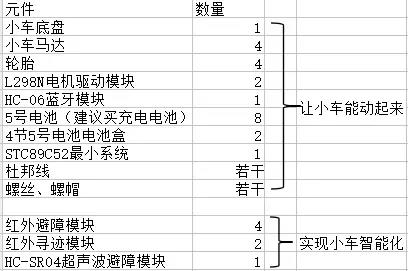 元件 数量
小车底盘 1
小车马达 4
轮胎 4
L298N电机驱动模块 2
HC-06蓝牙模块 1
5号电池（建议买充电电池） 8
4节5号电池电池盒 2
STC89C52最小系统 1
杜邦线 若干
螺丝、螺帽 若干
让小车能动起来
红外避障模块 4
红外寻迹模块 2
HC-SR04超声波避障模块 1
实现小车智能化